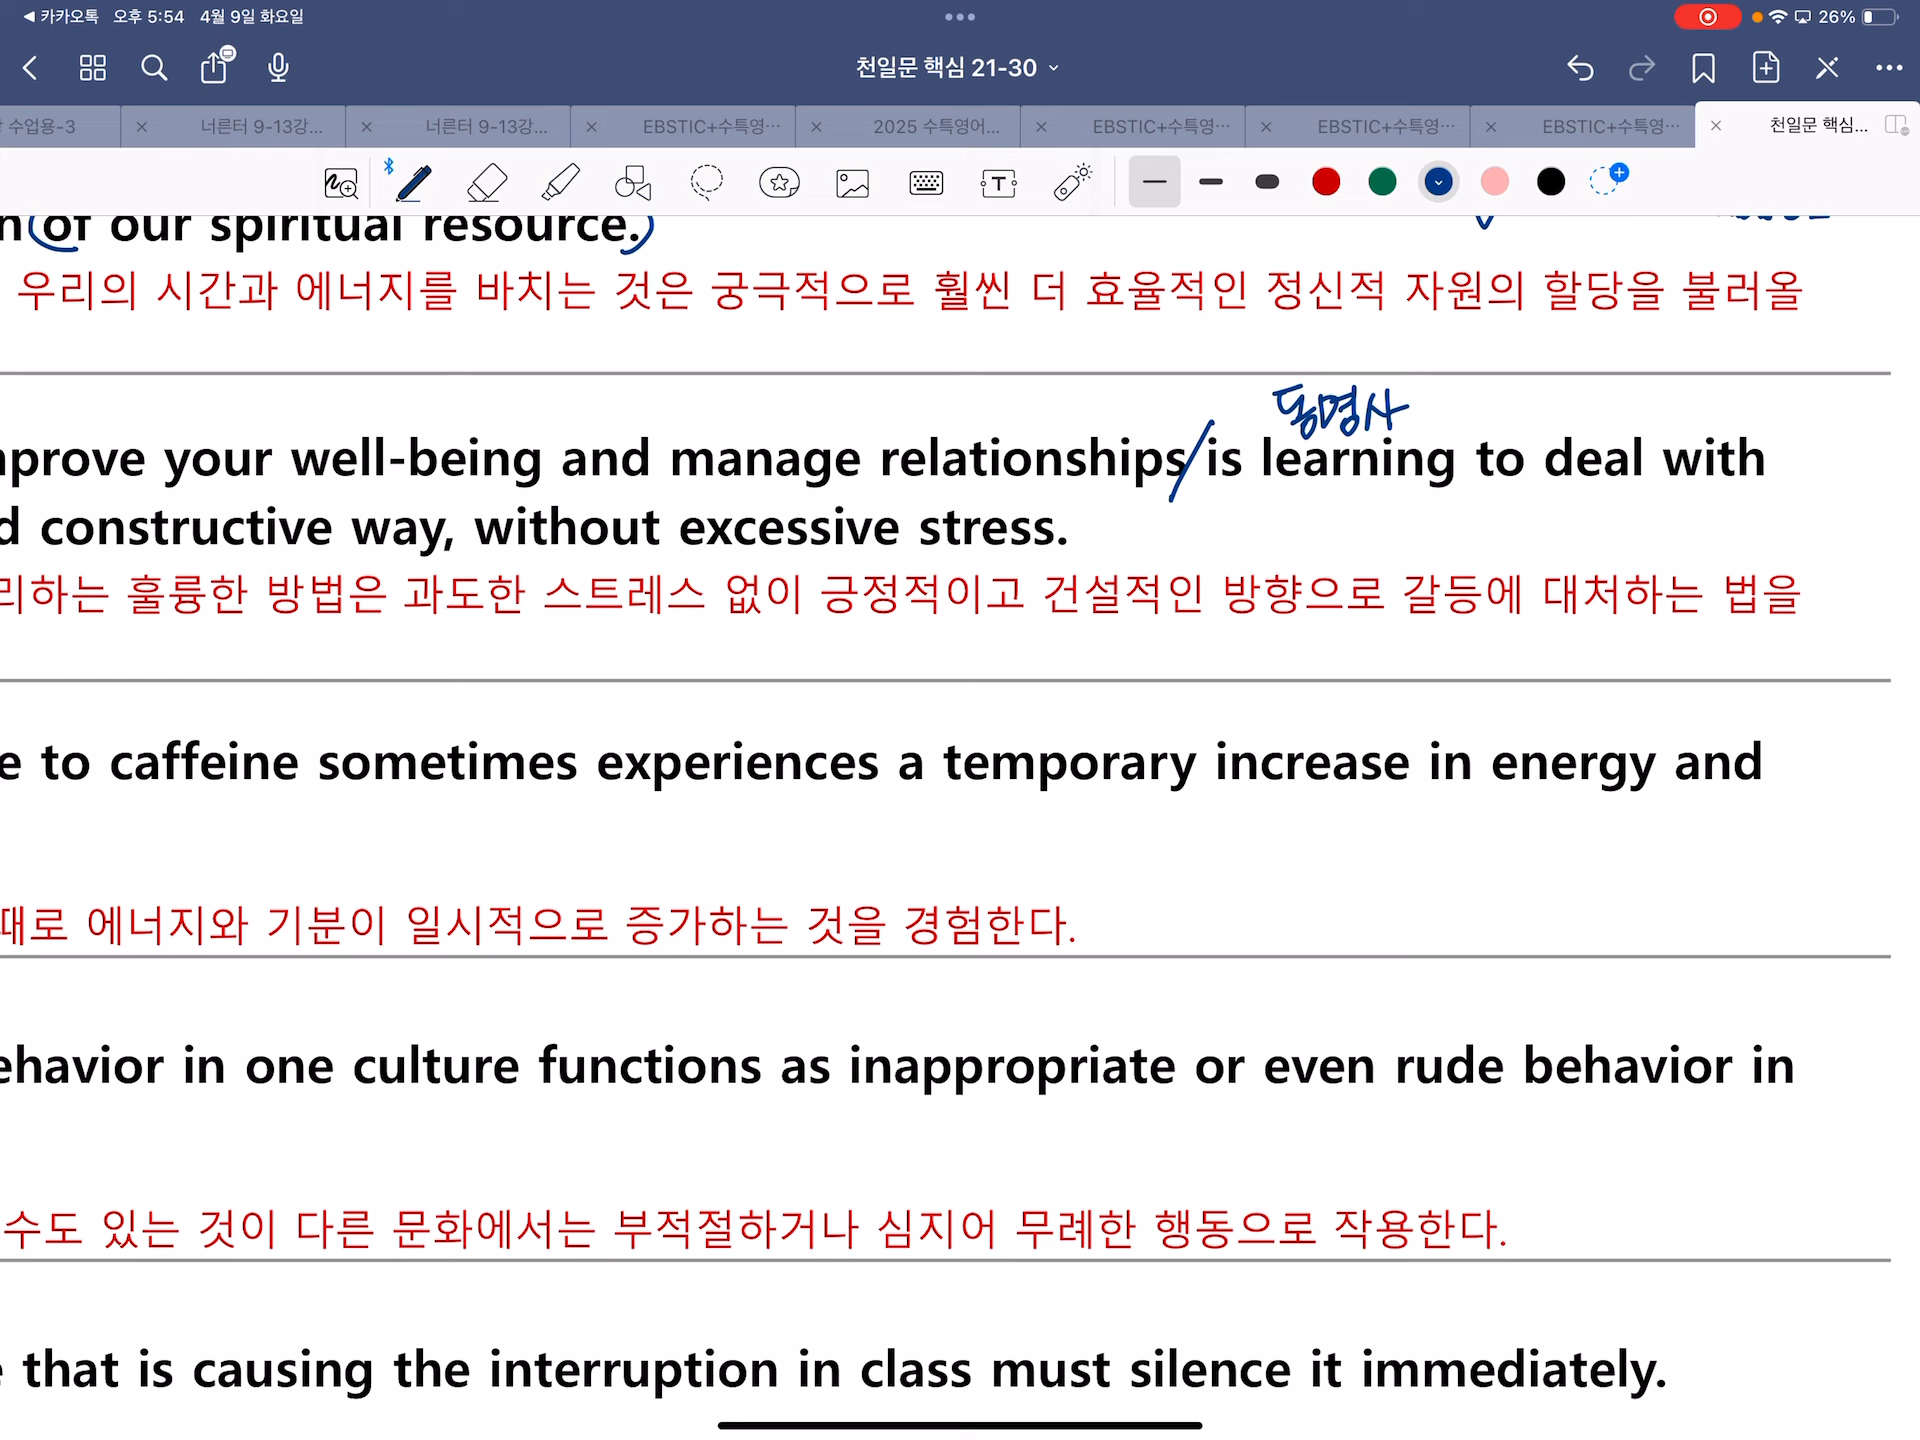 ◀ 카카오톡 오후 5:54 4월 9일 화요일 26%
천일문 핵심 21-30
수업용-3 너른터 9-13강... 너른터 9-13강... EBSTIC+수특영... 2025 수특영어... EBSTIC+수특영... EBSTIC+수특영... EBSTIC+수특영... 천일문 핵심...
of our spiritual resource.
우리의 시간과 에너지를 바치는 것은 궁극적으로 훨씬 더 효율적인 정신적 자원의 할당을 불러올
동명사
prove your well-being and manage relationships/is learning to deal with
d constructive way, without excessive stress.
리하는 훌륭한 방법은 과도한 스트레스 없이 긍정적이고 건설적인 방향으로 갈등에 대처하는 법을
e to caffeine sometimes experiences a temporary increase in energy and
때로 에너지와 기분이 일시적으로 증가하는 것을 경험한다.
ehavior in one culture functions as inappropriate or even rude behavior in
수도 있는 것이 다른 문화에서는 부적절하거나 심지어 무례한 행동으로 작용한다.
that is causing the interruption in class must silence it immediately.